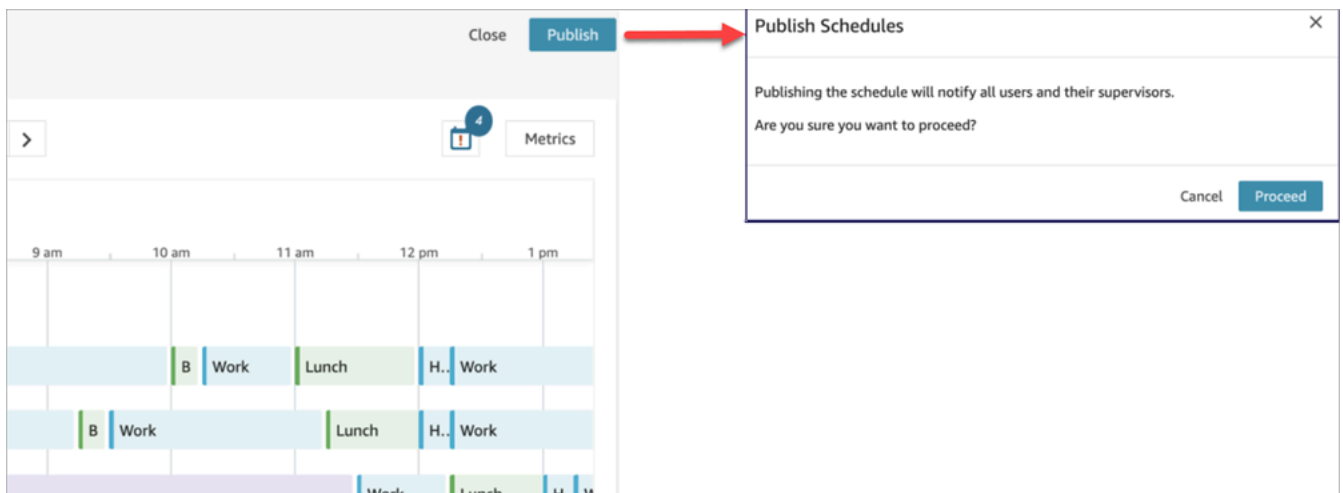 Close Publish
Publish Schedules
Publishing the schedule will notify all users and their supervisors.
Are you sure you want to proceed?
Cancel Proceed
4
! Metrics
9 am 10 am 11 am 12 pm 1 pm
B Work Lunch H.. Work
B Work Lunch H.. Work
Work Lunch H W